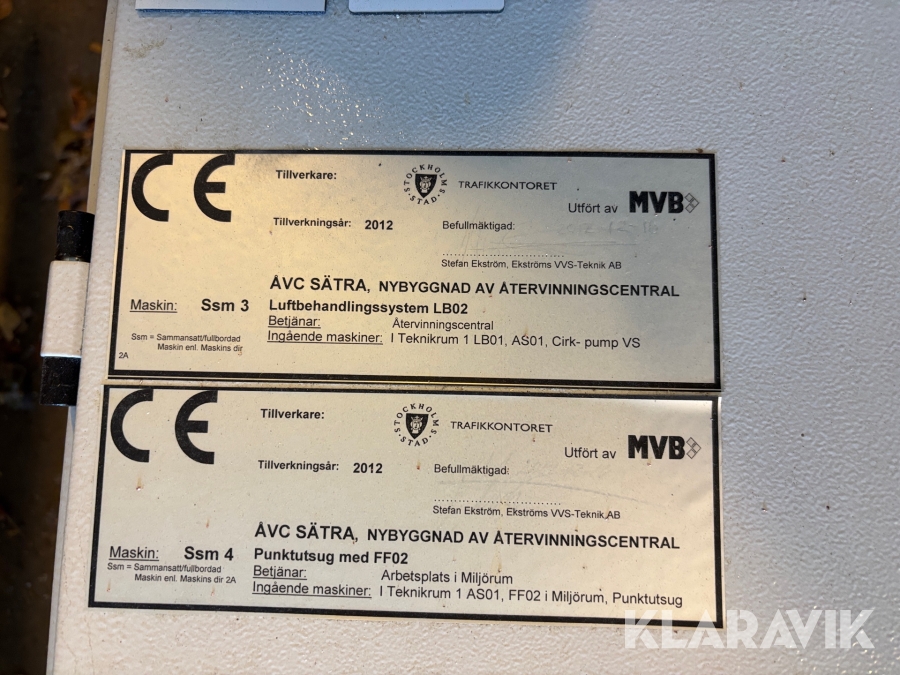 CE
Tillverkare:
STOCKHOLMS STAD
TRAFIKKONTORET
Utfört av MVB
Tillverkningsår: 2012
Befullmäktigad:
Stefan Ekström, Ekströms VVS-Teknik AB
ÅVC SÄTRA, NYBYGGNAD AV ÅTERVINNINGSCENTRAL
Maskin: Ssm 3 Luftbehandlingssystem LB02
Betjänar: Återvinningscentral
Ingående maskiner: I Teknikrum 1 LB01, AS01, Cirk- pump VS
Ssm = Sammansatt/fullbordad
Maskin enl. Maskins dir
2A
CE
Tillverkare:
STOCKHOLMS STAD
TRAFIKKONTORET
Utfört av MVB
Tillverkningsår: 2012
Befullmäktigad:
Stefan Ekström, Ekströms VVS-Teknik,AB
ÅVC SÄTRA, NYBYGGNAD AV ÅTERVINNINGSCENTRAL
Maskin: Ssm 4 Punktutsug med FF02
Ssm = Sammansatt/fullbordad
Maskin enl. Maskins dir 2A
Betjänar: Arbetsplats i Miljörum
Ingående maskiner: I Teknikrum 1 AS01, FF02 i Miljörum, Punktutsug
KLARAVIK